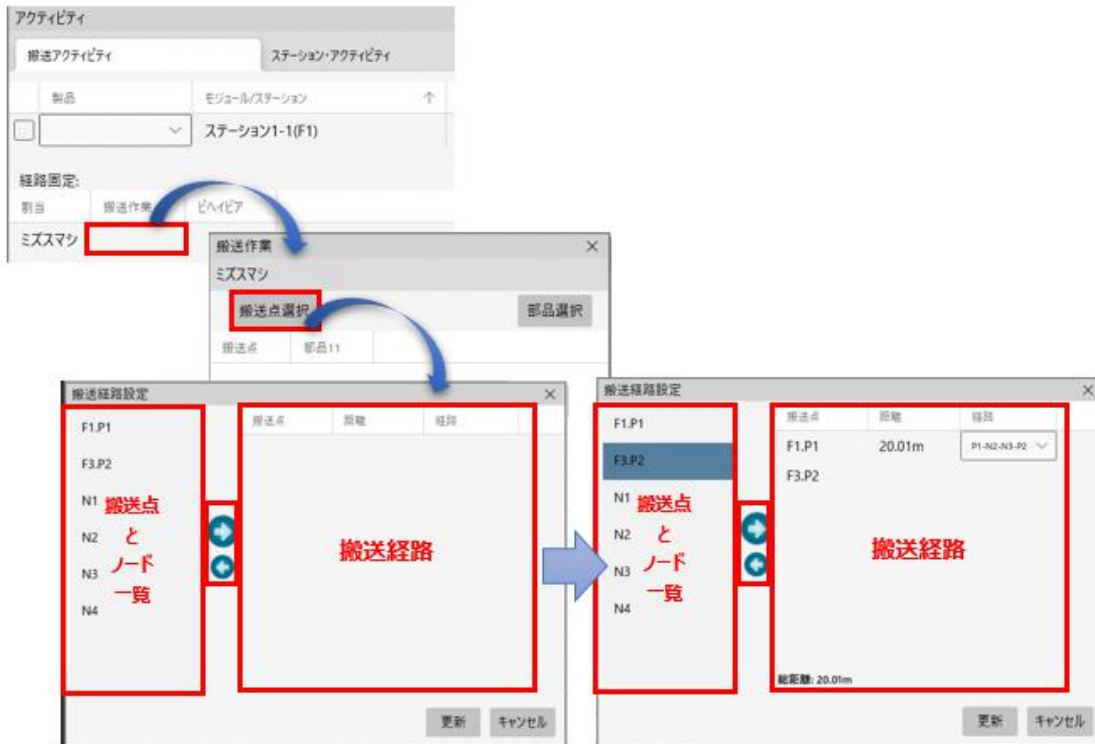 アクティビティ
搬送アクティビティ ステーション・アクティビティ
製品 モジュール/ステーション ↑
ステーション1-1(F1)
経路固定:
割当 搬送作業 ビヘイビア
ミズスマシ
搬送作業 ×
ミズスマシ
搬送点選択 部品選択
搬送点 部品11
搬送経路設定 ×
F1.P1
F3.P2
N1
N2
N3
N4
搬送点
と
ノード
一覧
搬送点 距離 経路
搬送経路
更新 キャンセル
搬送経路設定 ×
F1.P1
F3.P2
N1
N2
N3
N4
搬送点
と
ノード
一覧
搬送点 距離 経路
F1.P1 20.01m P1-N2-N3-P2
F3.P2
搬送経路
総距離: 20.01m
更新 キャンセル